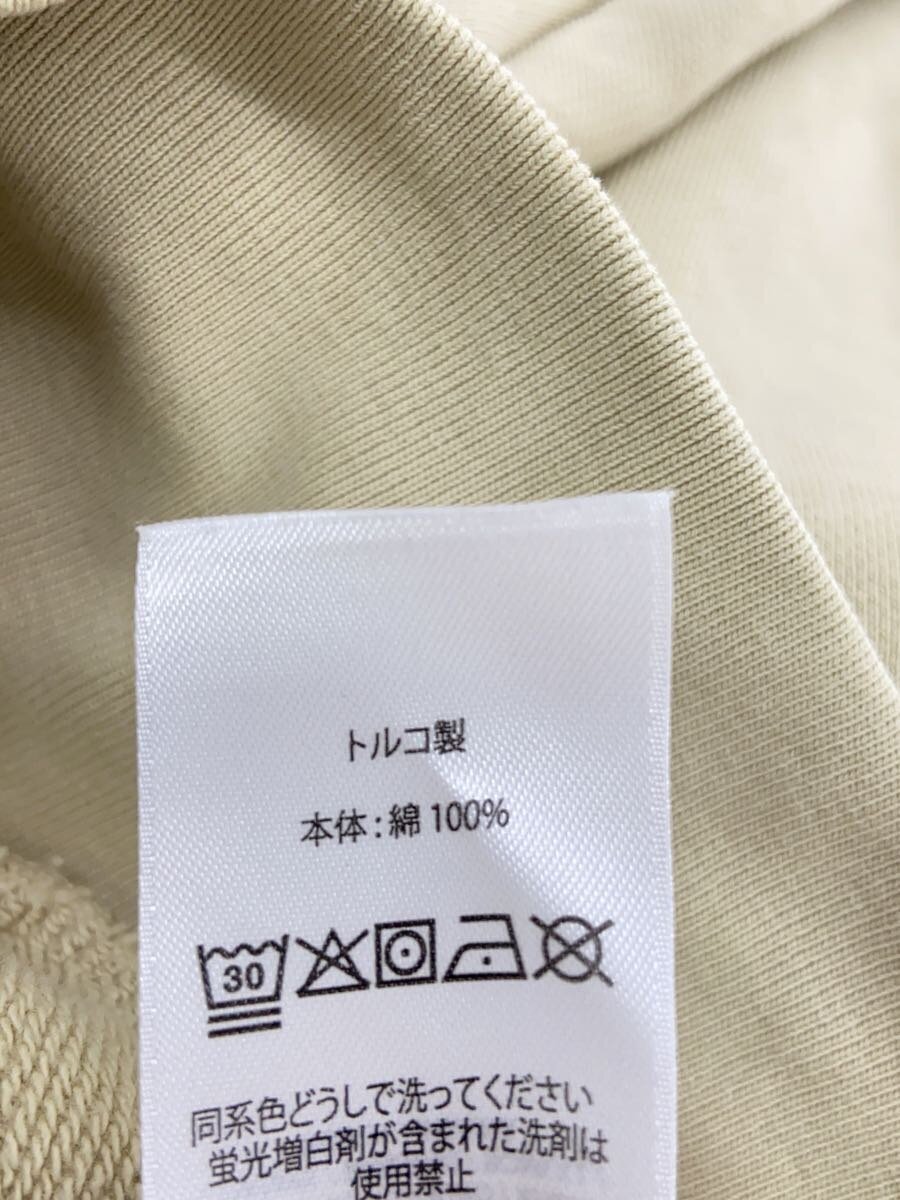 トルコ製
本体：綿 100%
30
同系色どうしで洗ってください
蛍光増白剤が含まれた洗剤は
使用禁止